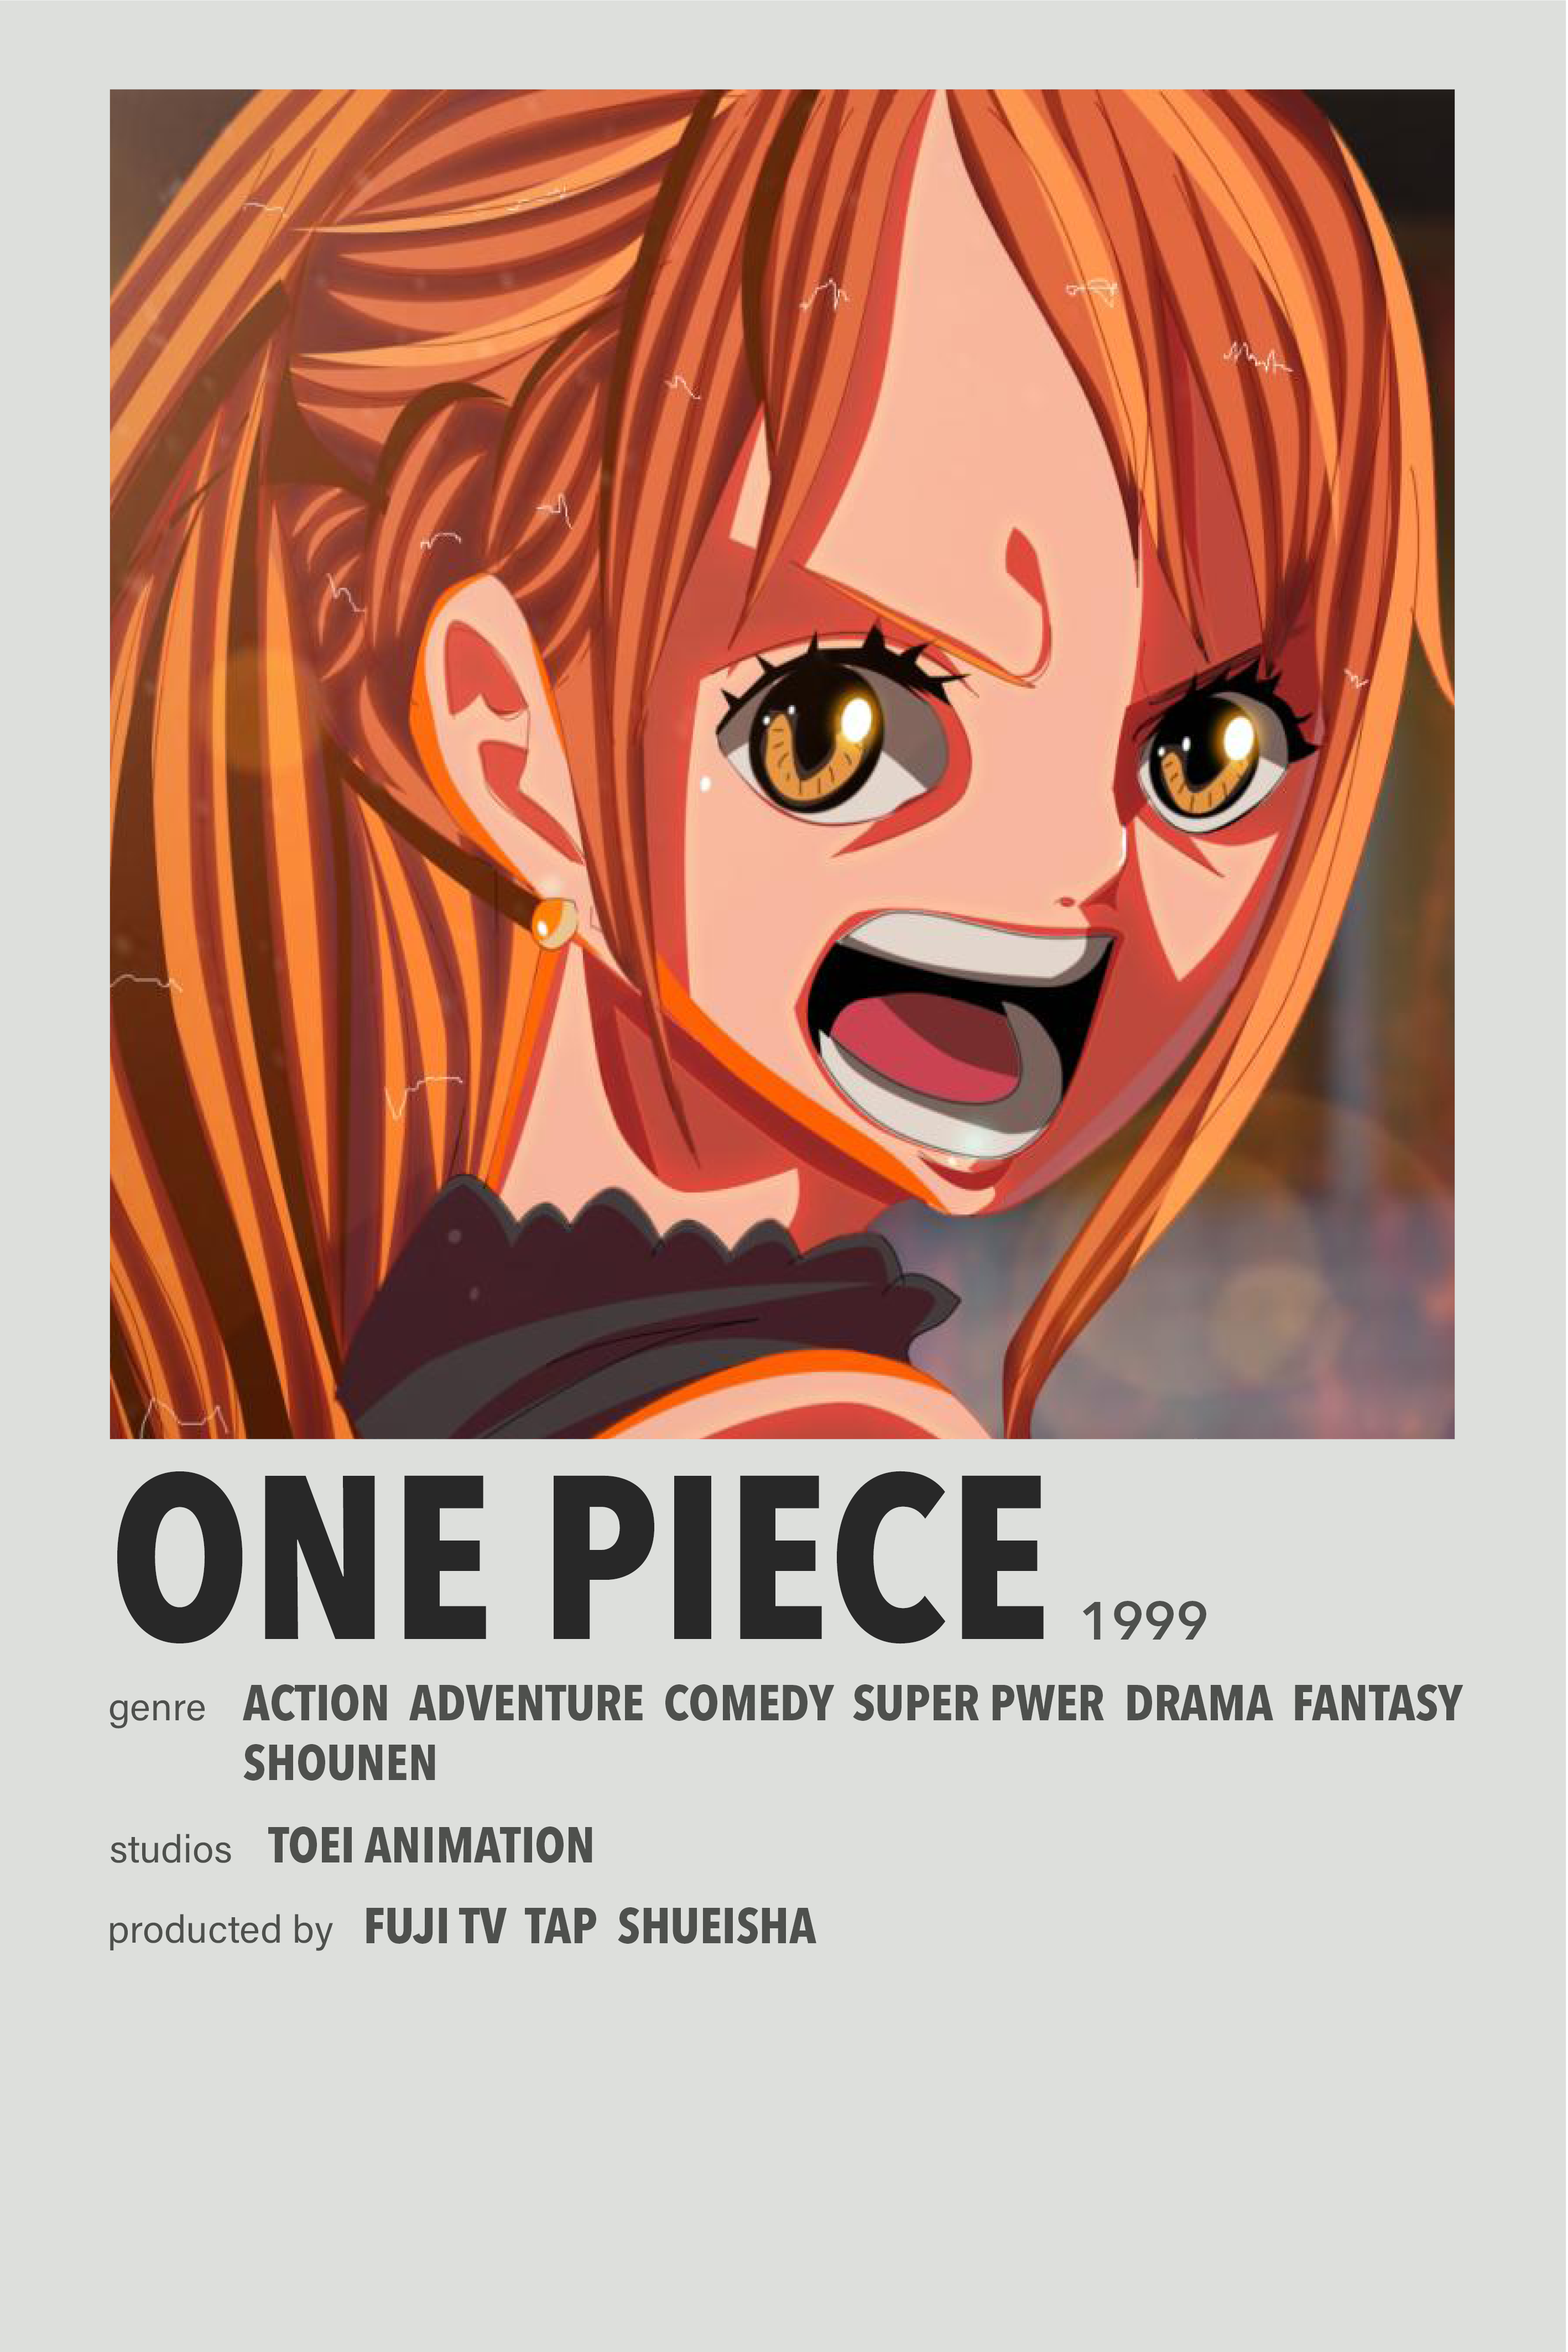 ONE PIECE 1999
genre ACTION ADVENTURE COMEDY SUPER PWER DRAMA FANTASY
SHOUNEN
studios TOEI ANIMATION
producted by FUJI TV TAP SHUEISHA